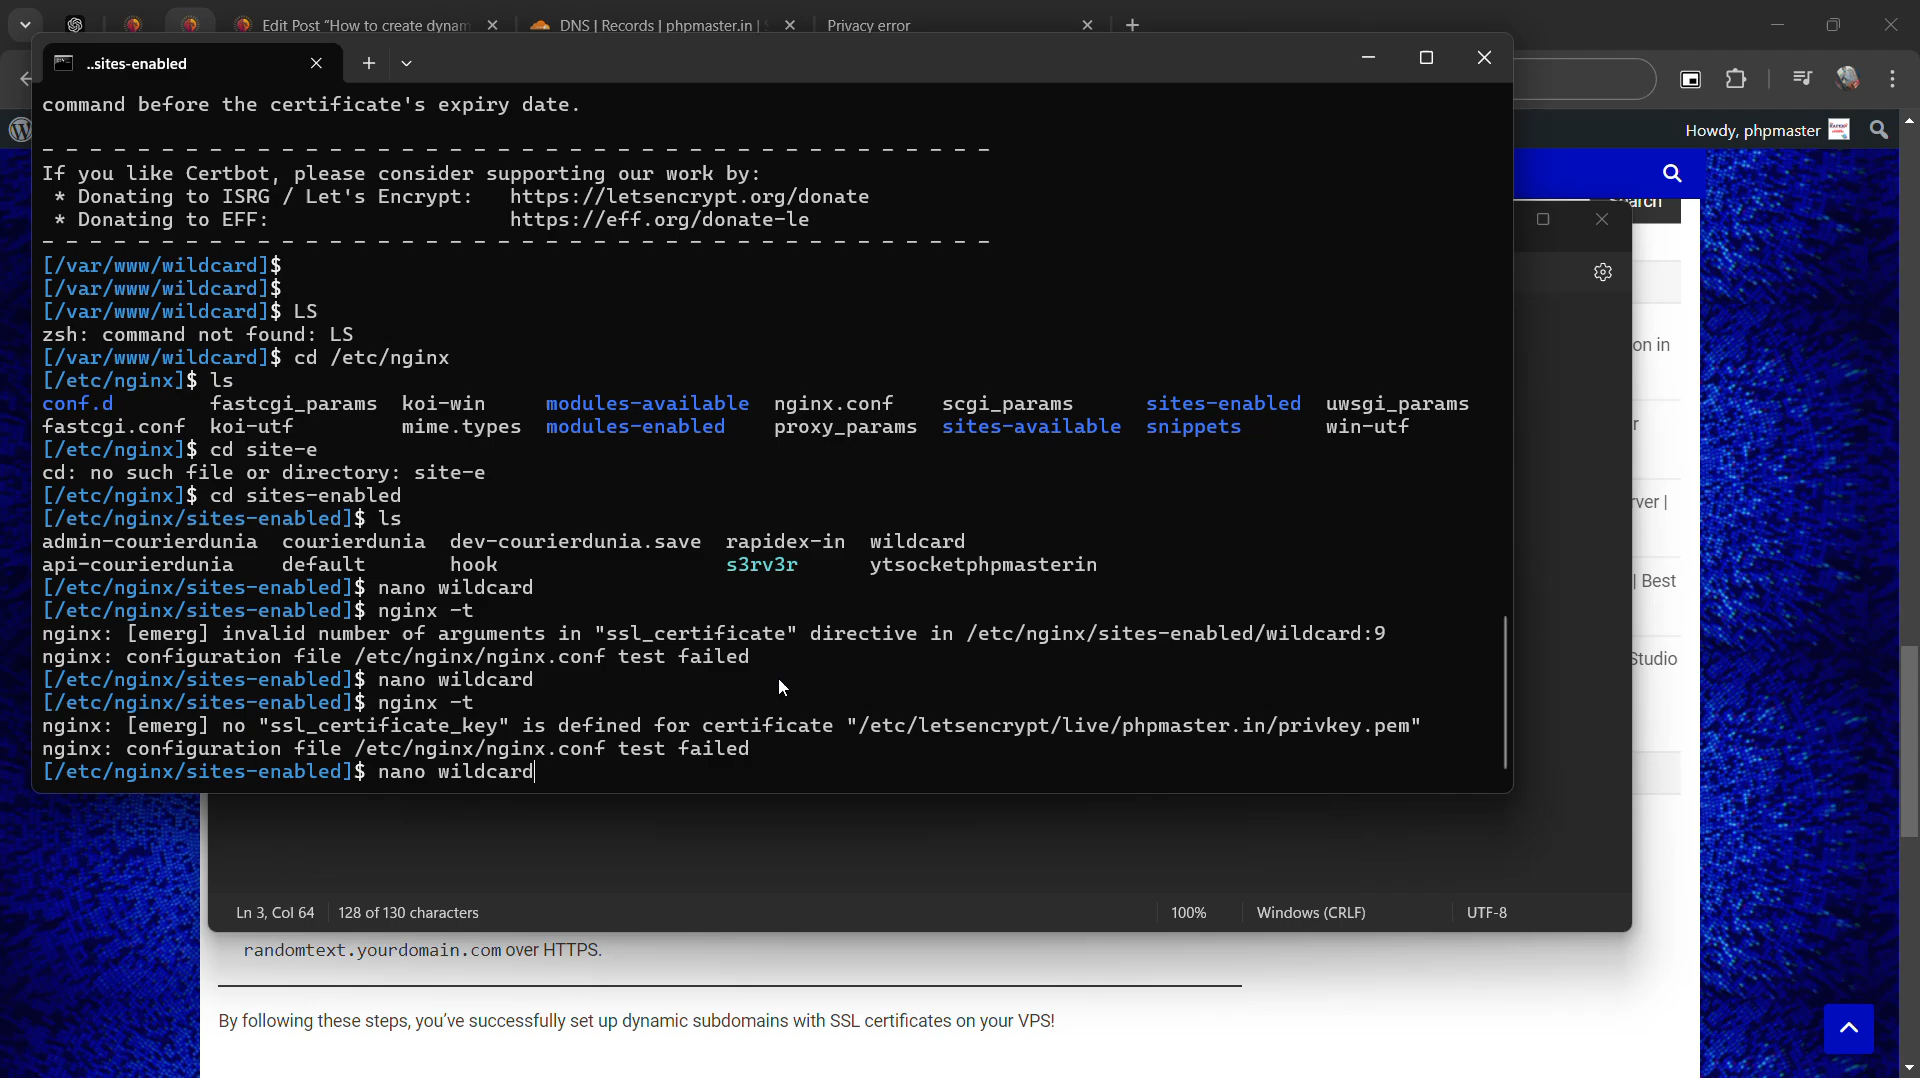 Edit Post “How to create dynam
DNS | Records | phpmaster.in |
Privacy error
..sites-enabled
Howdy, phpmaster
command before the certificate's expiry date.
- - - - - - - - - - - - - - - - - - - - - - - - - - - - - - - - - - - - - - - -
If you like Certbot, please consider supporting our work by:
* Donating to ISRG / Let's Encrypt: https://letsencrypt.org/donate
* Donating to EFF: https://eff.org/donate-le
- - - - - - - - - - - - - - - - - - - - - - - - - - - - - - - - - - - - - - - -
[/var/www/wildcard]$
[/var/www/wildcard]$
[/var/www/wildcard]$ LS
zsh: command not found: LS
[/var/www/wildcard]$ cd /etc/nginx
[/etc/nginx]$ ls
conf.d fastcgi_params koi-win modules-available nginx.conf scgi_params sites-enabled uwsgi_params
fastcgi.conf koi-utf mime.types modules-enabled proxy_params sites-available snippets win-utf
[/etc/nginx]$ cd site-e
cd: no such file or directory: site-e
[/etc/nginx]$ cd sites-enabled
[/etc/nginx/sites-enabled]$ ls
admin-courierdunia courierdunia dev-courierdunia.save rapidex-in wildcard
api-courierdunia default hook s3rv3r ytsocketphpmasterin
[/etc/nginx/sites-enabled]$ nano wildcard
[/etc/nginx/sites-enabled]$ nginx -t
nginx: [emerg] invalid number of arguments in "ssl_certificate" directive in /etc/nginx/sites-enabled/wildcard:9
nginx: configuration file /etc/nginx/nginx.conf test failed
[/etc/nginx/sites-enabled]$ nano wildcard
[/etc/nginx/sites-enabled]$ nginx -t
nginx: [emerg] no "ssl_certificate_key" is defined for certificate "/etc/letsencrypt/live/phpmaster.in/privkey.pem"
nginx: configuration file /etc/nginx/nginx.conf test failed
[/etc/nginx/sites-enabled]$ nano wildcard
on in
r
rver |
| Best
Studio
Ln 3, Col 64 128 of 130 characters 100% Windows (CRLF) UTF-8
randomtext.yourdomain.com over HTTPS.
By following these steps, you’ve successfully set up dynamic subdomains with SSL certificates on your VPS!